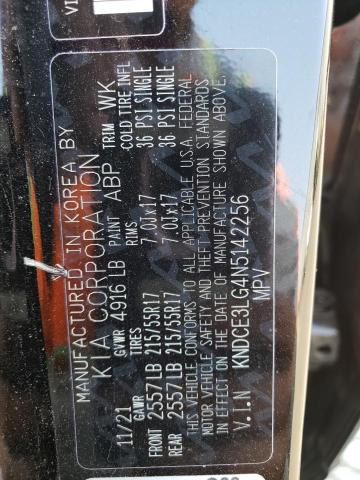 VI
MANUFACTURED IN KOREA BY
KIA CORPORATION
11/21 GVWR 4916 LB PAINT ABP TRIM WK
TIRES RIMS COLD TIRE INFL
FRONT 2557 LB 215/55R17 7.0Jx17 36 PSI SINGLE
REAR 2557 LB 215/55R17 7.0Jx17 36 PSI SINGLE
THIS VEHICLE CONFORMS TO ALL APPLICABLE U.S.A. FEDERAL
MOTOR VEHICLE SAFETY AND THEFT PREVENTION STANDARDS
IN EFFECT ON THE DATE OF MANUFACTURE SHOWN ABOVE.
V.I.N KNDCE3LG4N5142256
MPV